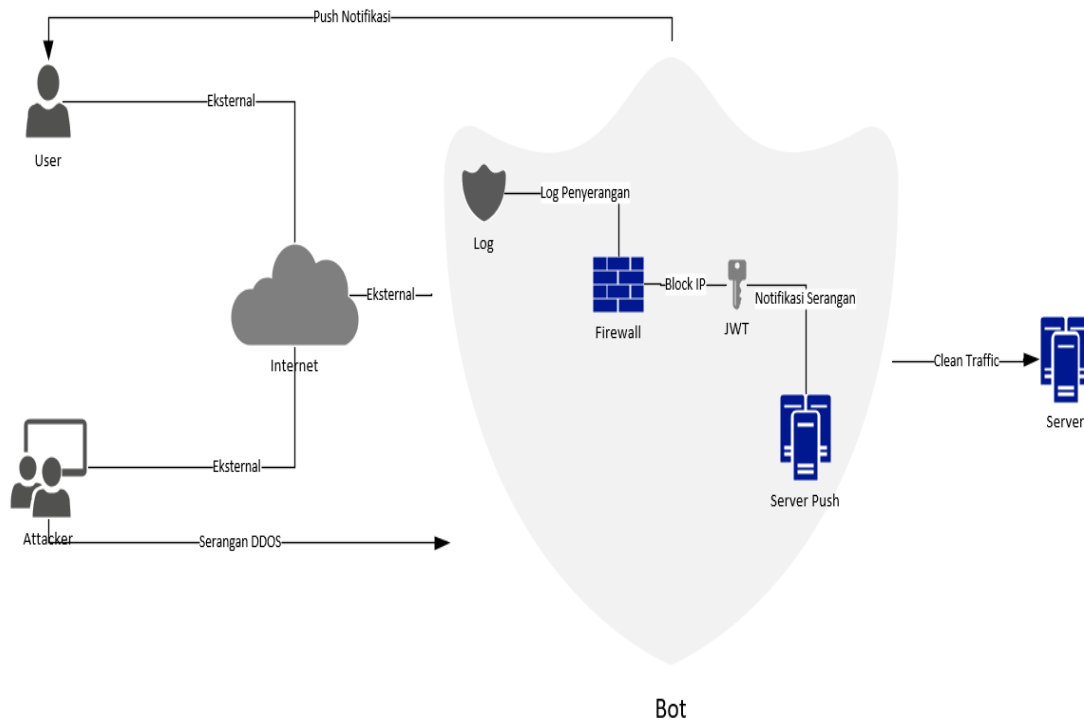 Push Notifikasi
Eksternal
User
Log Penyerangan
Log
Eksternal
Block IP
Notifikasi Serangan
JWT
Firewall
Internet
Clean Traffic
Server
Eksternal
Server Push
Attacker
Serangan DDOS
Bot